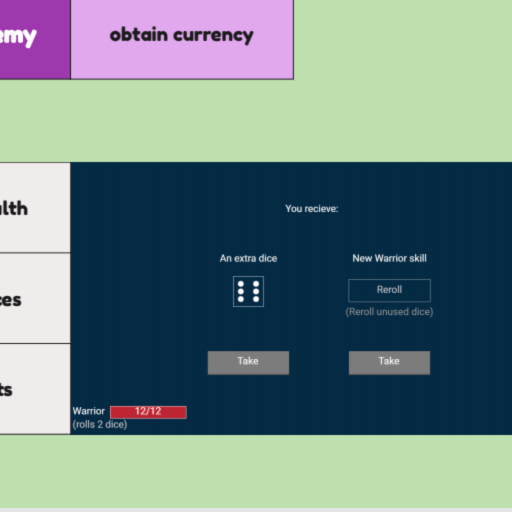 emy
obtain currency
lth
es
ts
You recieve:
An extra dice
New Warrior skill
Reroll
(Reroll unused dice)
Take
Take
Warrior 12/12
(rolls 2 dice)